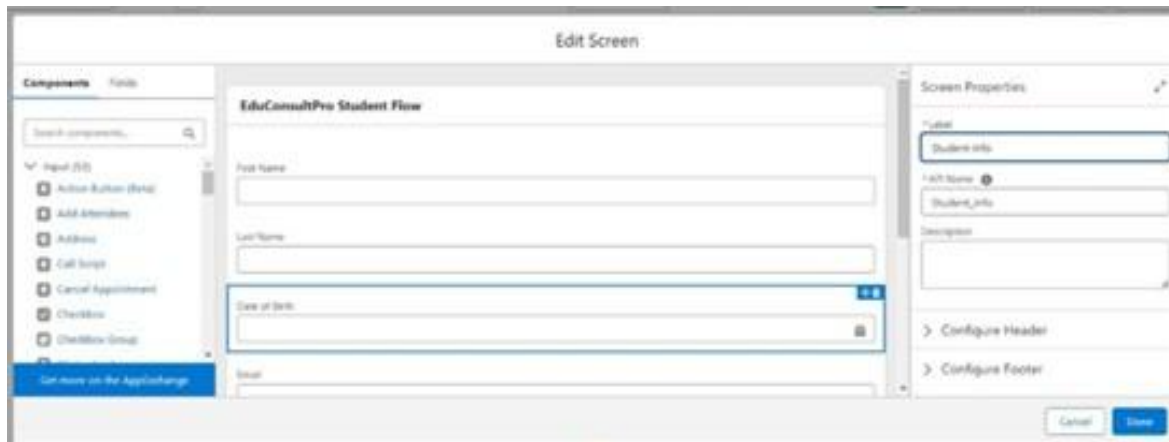 Edit Screen
Components Fields
Search components...
Input (53)
Action Button (Beta)
Add Attendees
Address
Call Script
Cancel Appointment
Checkbox
Checkbox Group
Get more on the AppExchange
EduConsultPro Student Flow
First Name
Last Name
Date of Birth
Email
Screen Properties
*Label
Student Info
*API Name
Student_Info
Description
Configure Header
Configure Footer
Cancel Done